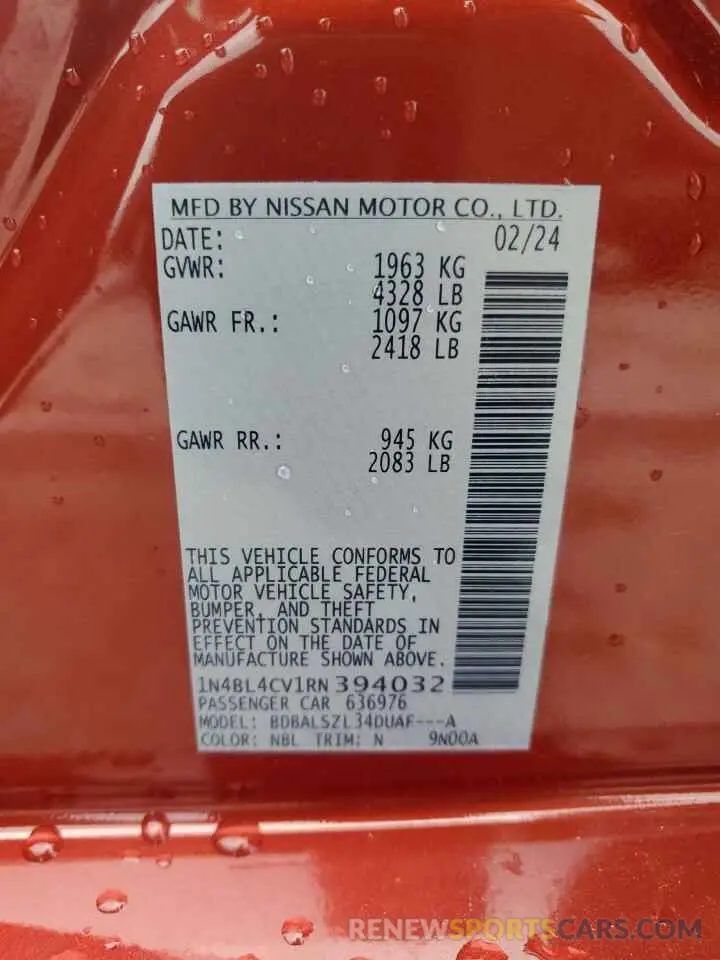 MFD BY NISSAN MOTOR CO., LTD.
DATE: 02/24
GVWR: 1963 KG
4328 LB
GAWR FR.: 1097 KG
2418 LB
GAWR RR.: 945 KG
2083 LB
THIS VEHICLE CONFORMS TO
ALL APPLICABLE FEDERAL
MOTOR VEHICLE SAFETY,
BUMPER, AND THEFT
PREVENTION STANDARDS IN
EFFECT ON THE DATE OF
MANUFACTURE SHOWN ABOVE.
1N4BL4CV1RN394032
PASSENGER CAR 636976
MODEL: BDBALSZL34DUAF---A
COLOR: NBL TRIM: N 9N00A
RENEWSPORTSCARS.COM